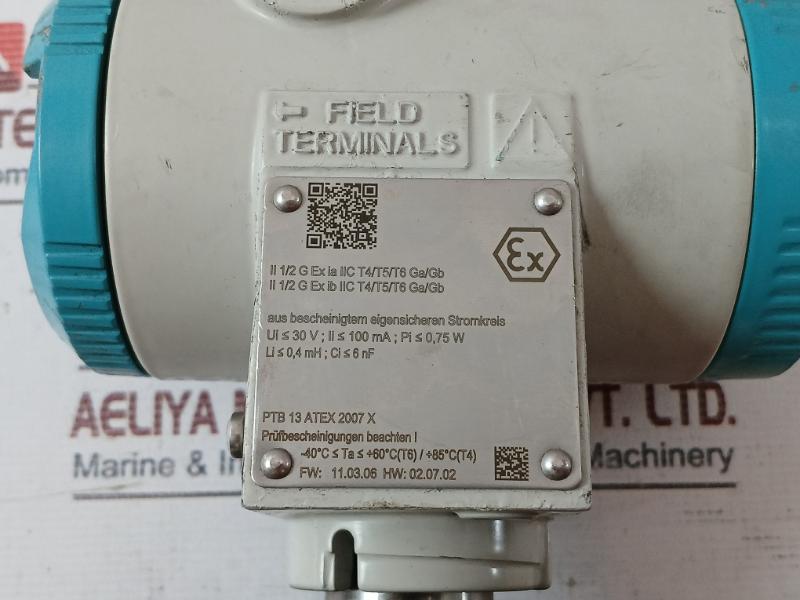 FIELD
TERMINALS
Ex
II 1/2 G Ex ia IIC T4/T5/T6 Ga/Gb
II 1/2 G Ex ib IIC T4/T5/T6 Ga/Gb
aus bescheinigtem eigensicheren Stromkreis
Ui ≤ 30 V ; Ii ≤ 100 mA ; Pi ≤ 0,75 W
Li ≤ 0,4 mH ; Ci ≤ 6 nF
PTB 13 ATEX 2007 X
Prüfbescheinigungen beachten !
-40°C ≤ Ta ≤ +60°C(T6) / +85°C(T4)
FW: 11.03.06 HW: 02.07.02
AELIYA
VT. LTD.
Marine &
Machinery